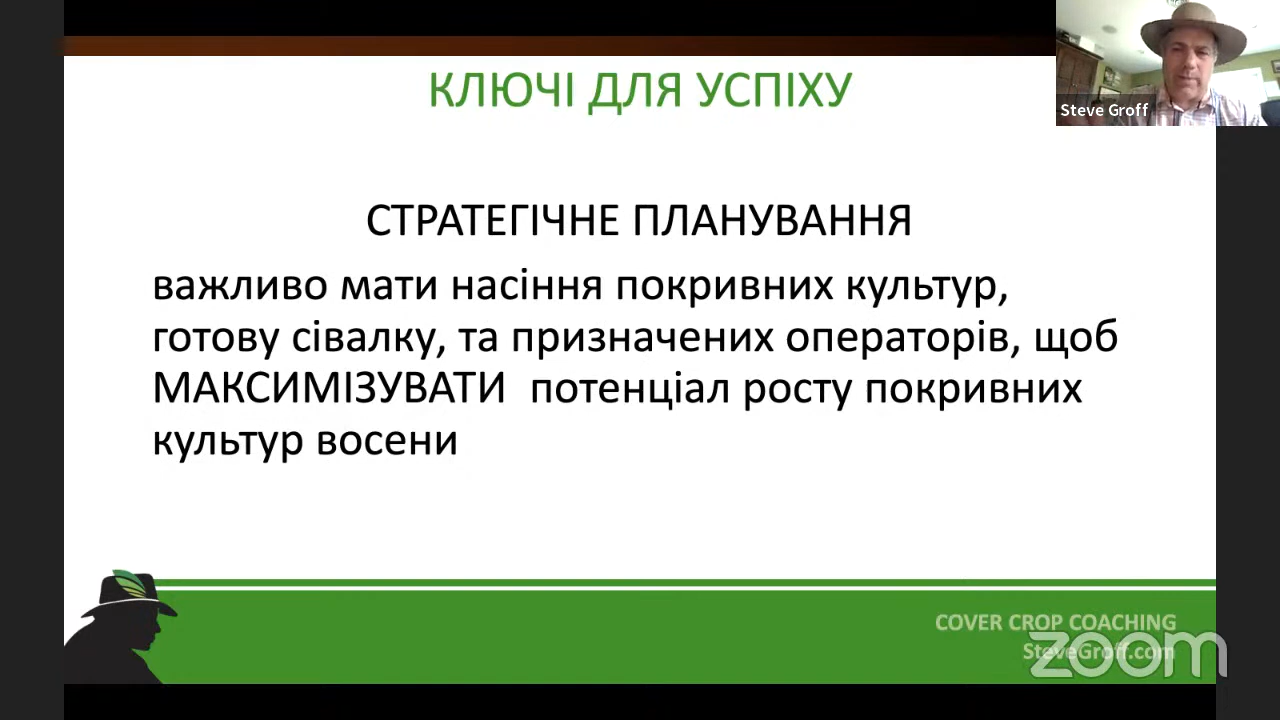 КЛЮЧІ ДЛЯ УСПІХУ
Steve Groff
СТРАТЕГІЧНЕ ПЛАНУВАННЯ
важливо мати насіння покривних культур,
готову сівалку, та призначених операторів, щоб
МАКСИМІЗУВАТИ потенціал росту покривних
культур восени
COVER CROP COACHING
SteveGroff.com
zoom